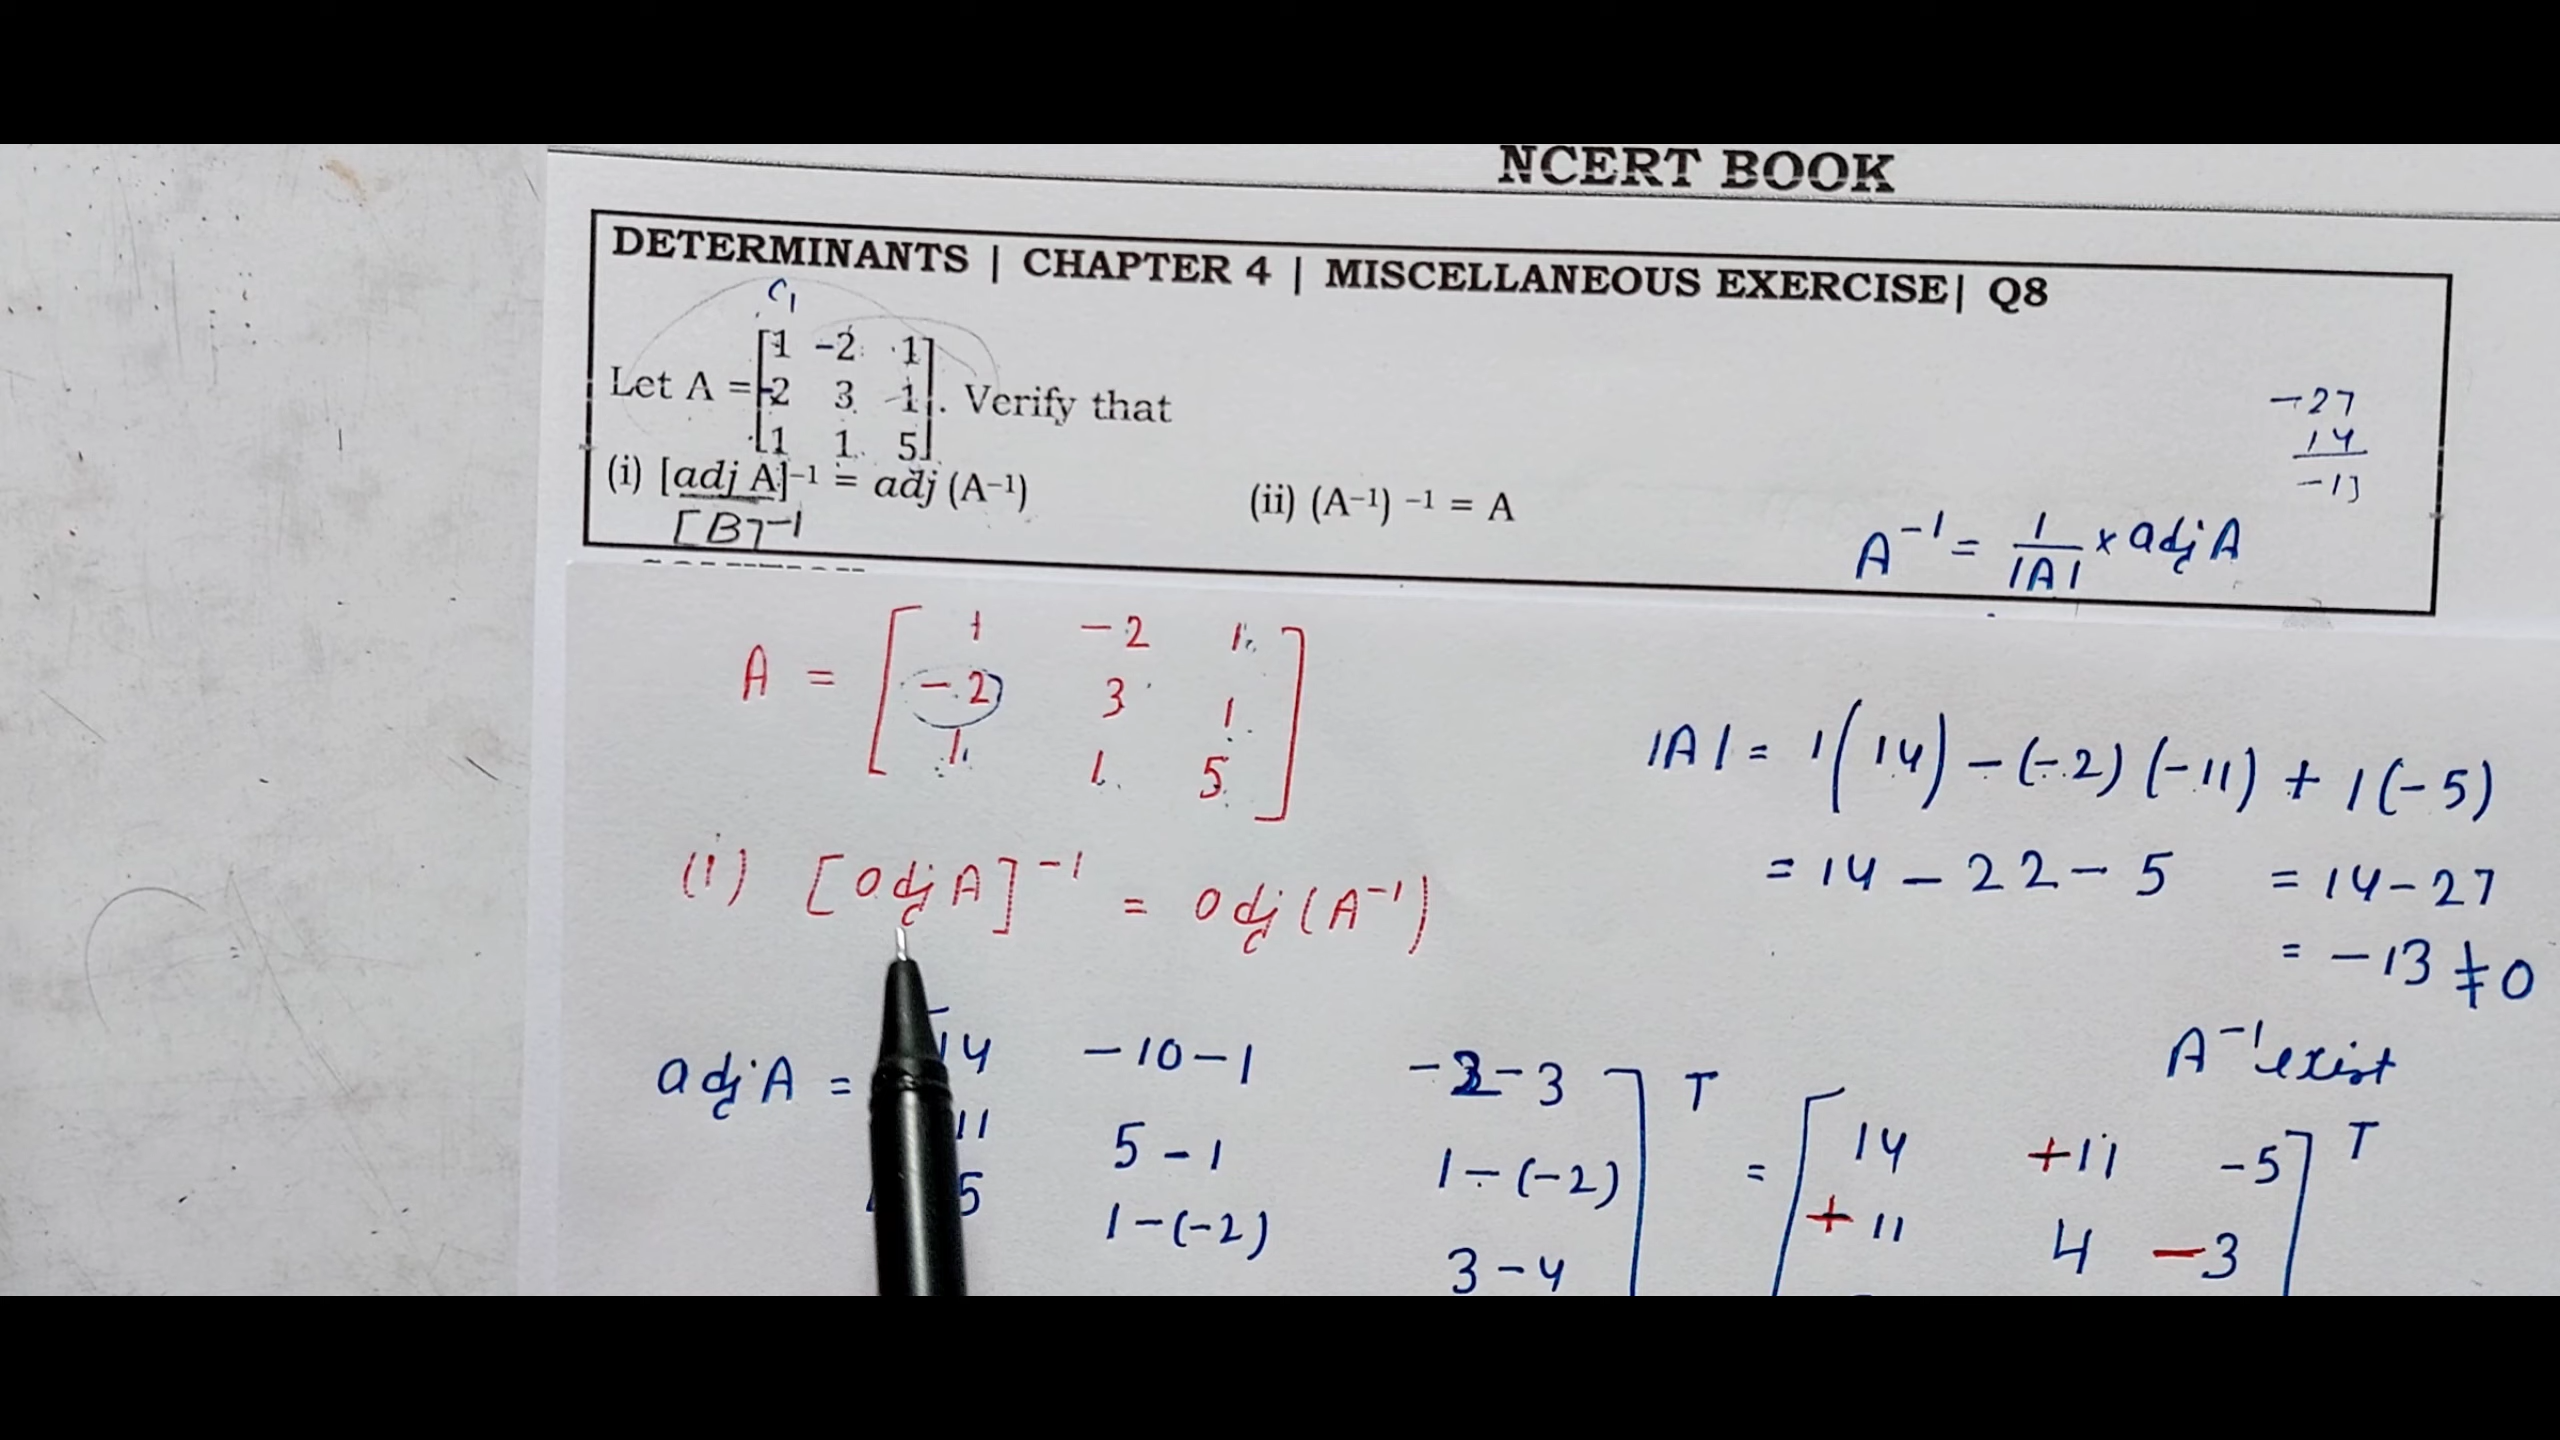 NCERT BOOK
DETERMINANTS | CHAPTER 4 | MISCELLANEOUS EXERCISE| Q8
C1
Let A = [1 -2 1
-2 3 1
1 1 5]. Verify that
(i) [adj A]⁻¹ = adj (A⁻¹) (ii) (A⁻¹) ⁻¹ = A
[B]⁻¹
-27
14
-13
A⁻¹ = 1/|A| × adj A
A = [1 -2 1
-2 3 1
1 1 5]
|A| = 1(14) - (-2)(-11) + 1(-5)
= 14 - 22 - 5 = 14 - 27
= -13 ≠ 0
A⁻¹ exist
(i) [adj A]⁻¹ = adj (A⁻¹)
adj A = 14 -10-1 -2-3 ]ᵀ = [14 +11 -5]ᵀ
11 5-1 1-(-2) +11 4 -3
5 1-(-2) 3-4